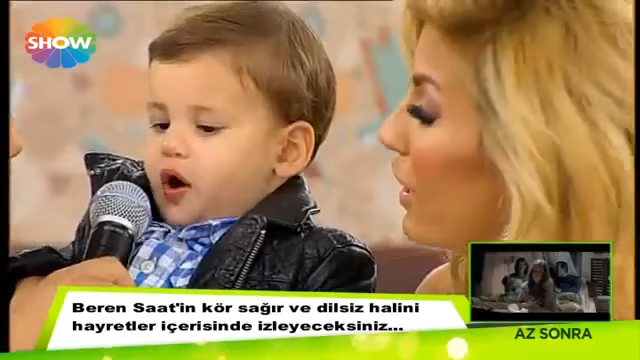 SHOW
Beren Saat'in kör sağır ve dilsiz halini
hayretler içerisinde izleyeceksiniz...
AZ SONRA